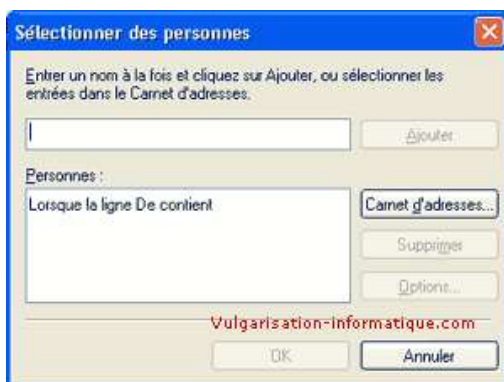 Sélectionner des personnes
Entrer un nom à la fois et cliquez sur Ajouter, ou sélectionner les
entrées dans le Carnet d'adresses.
Ajouter
Personnes :
Lorsque la ligne De contient
Carnet d'adresses...
Supprimer
Options...
Vulgarisation-informatique.com
OK
Annuler